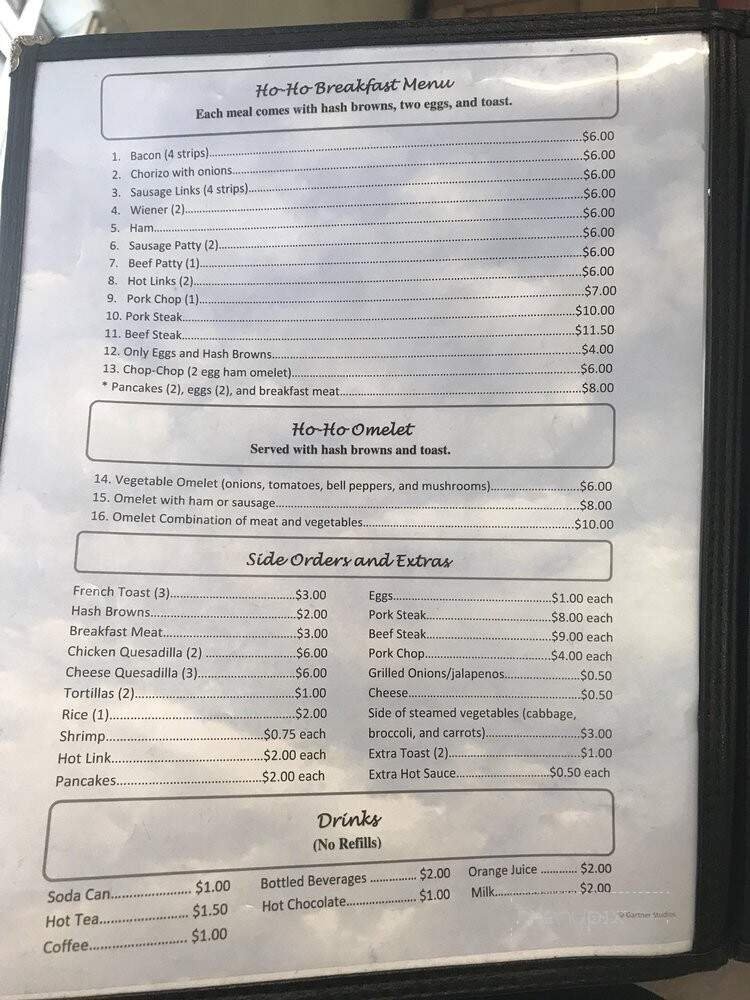 Ho-Ho Breakfast Menu
Each meal comes with hash browns, two eggs, and toast.
1. Bacon (4 strips)...$6.00
2. Chorizo with onions...$6.00
3. Sausage Links (4 strips)...$6.00
4. Wiener (2)...$6.00
5. Ham...$6.00
6. Sausage Patty (2)...$6.00
7. Beef Patty (1)...$6.00
8. Hot Links (2)...$6.00
9. Pork Chop (1)...$7.00
10. Pork Steak...$10.00
11. Beef Steak...$11.50
12. Only Eggs and Hash Browns...$4.00
13. Chop-Chop (2 egg ham omelet)...$6.00
* Pancakes (2), eggs (2), and breakfast meat...$8.00
Ho-Ho Omelet
Served with hash browns and toast.
14. Vegetable Omelet (onions, tomatoes, bell peppers, and mushrooms)...$6.00
15. Omelet with ham or sausage...$8.00
16. Omelet Combination of meat and vegetables...$10.00
Side Orders and Extras
French Toast (3)...$3.00
Hash Browns...$2.00
Breakfast Meat...$3.00
Chicken Quesadilla (2) ...$6.00
Cheese Quesadilla (3)...$6.00
Tortillas (2)...$1.00
Rice (1)...$2.00
Shrimp...$0.75 each
Hot Link...$2.00 each
Pancakes...$2.00 each
Eggs...$1.00 each
Pork Steak...$8.00 each
Beef Steak...$9.00 each
Pork Chop...$4.00 each
Grilled Onions/jalapenos...$0.50
Cheese...$0.50
Side of steamed vegetables (cabbage,
broccoli, and carrots)...$3.00
Extra Toast (2)...$1.00
Extra Hot Sauce...$0.50 each
Drinks
(No Refills)
Soda Can... $1.00
Hot Tea... $1.50
Coffee... $1.00
Bottled Beverages ... $2.00
Hot Chocolate... $1.00
Orange Juice ... $2.00
Milk... $2.00
© Gartner Studios